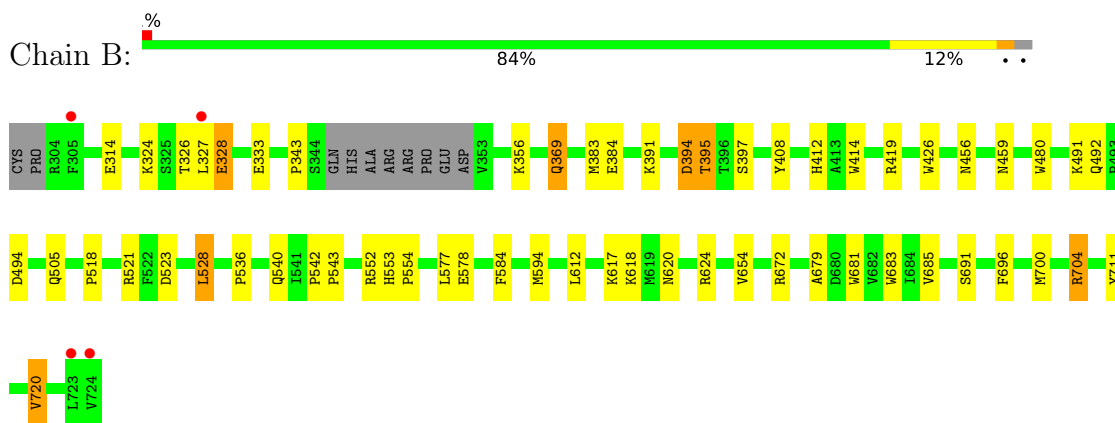 .%
Chain B:
84% 12% • •
CYS PRO R304 F305 E314 K324 S325 T326 L327 E328 E333 P343 S344 GLN HIS ALA ARG ARG PRO GLU ASP V353 K356 Q369 M383 E384 K391 D394 T395 T396 S397 Y408 H412 A413 W414 R419 W426 N456 N459 W480 K491 Q492
D494 Q505 P518 R521 F522 D523 L528 P536 Q540 I541 P542 P543 R552 H553 P554 L577 E578 F584 M594 L612 K617 K618 M619 N620 R624 V654 R672 A679 D680 W681 V682 W683 I684 V685 S691 F696 M700 R704
V720 L723 V724